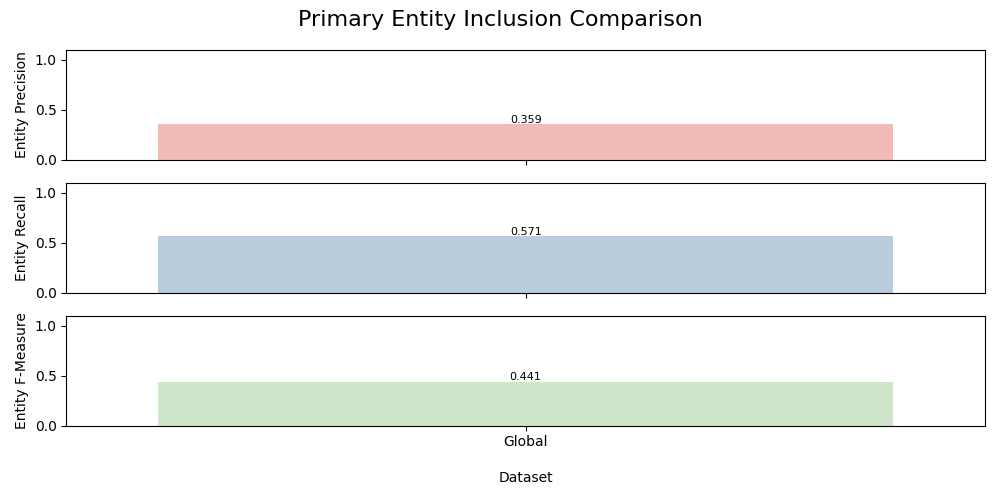 Primary Entity Inclusion Comparison
Entity Precision
1.0
0.5
0.0
0.359
Entity Recall
1.0
0.5
0.0
0.571
Entity F-Measure
1.0
0.5
0.0
0.441
Global
Dataset